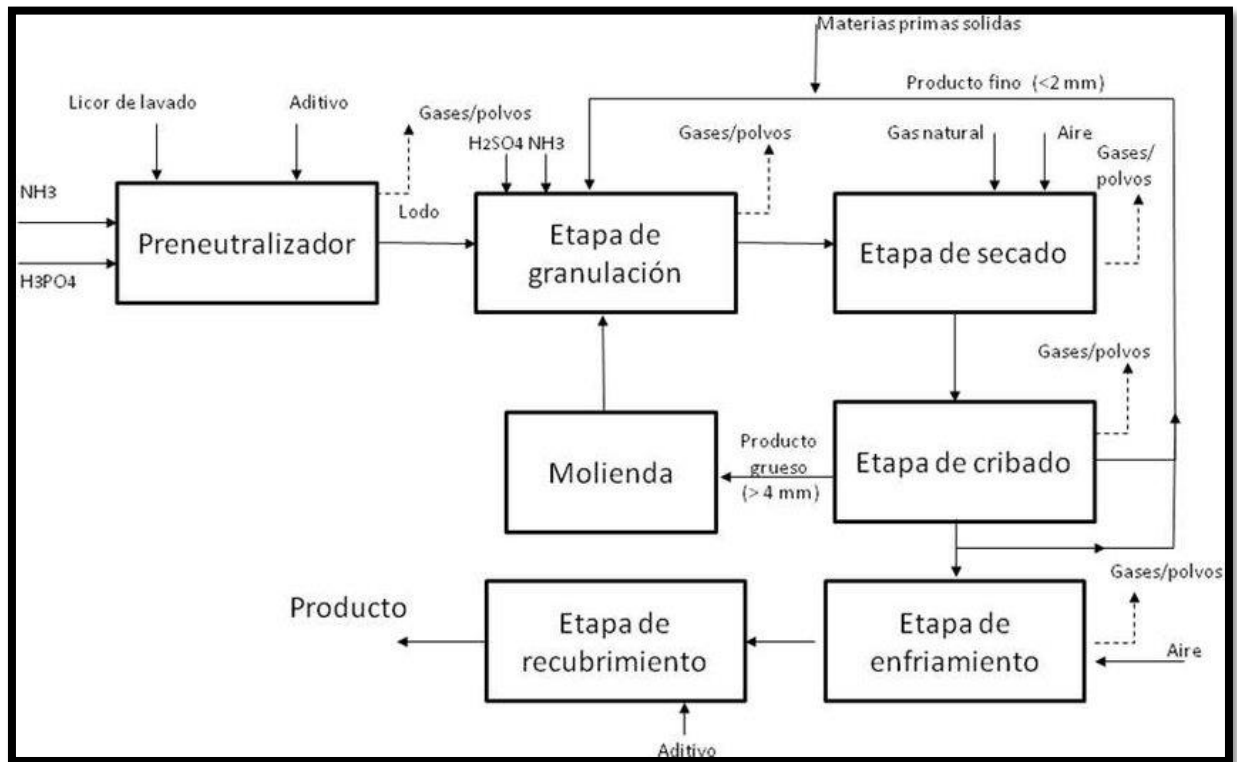 Materias primas solidas
Producto fino (<2 mm)
Licor de lavado
Aditivo
Gases/polvos
H2SO4 NH3
Gases/polvos
Gas natural
Aire
Gases/
polvos
NH3
H3PO4
Preneutralizador
Lodo
Etapa de
granulación
Etapa de secado
Gases/polvos
Molienda
Producto
grueso
(> 4 mm)
Etapa de cribado
Gases/polvos
Producto
Etapa de
recubrimiento
Etapa de
enfriamiento
Aire
Aditivo